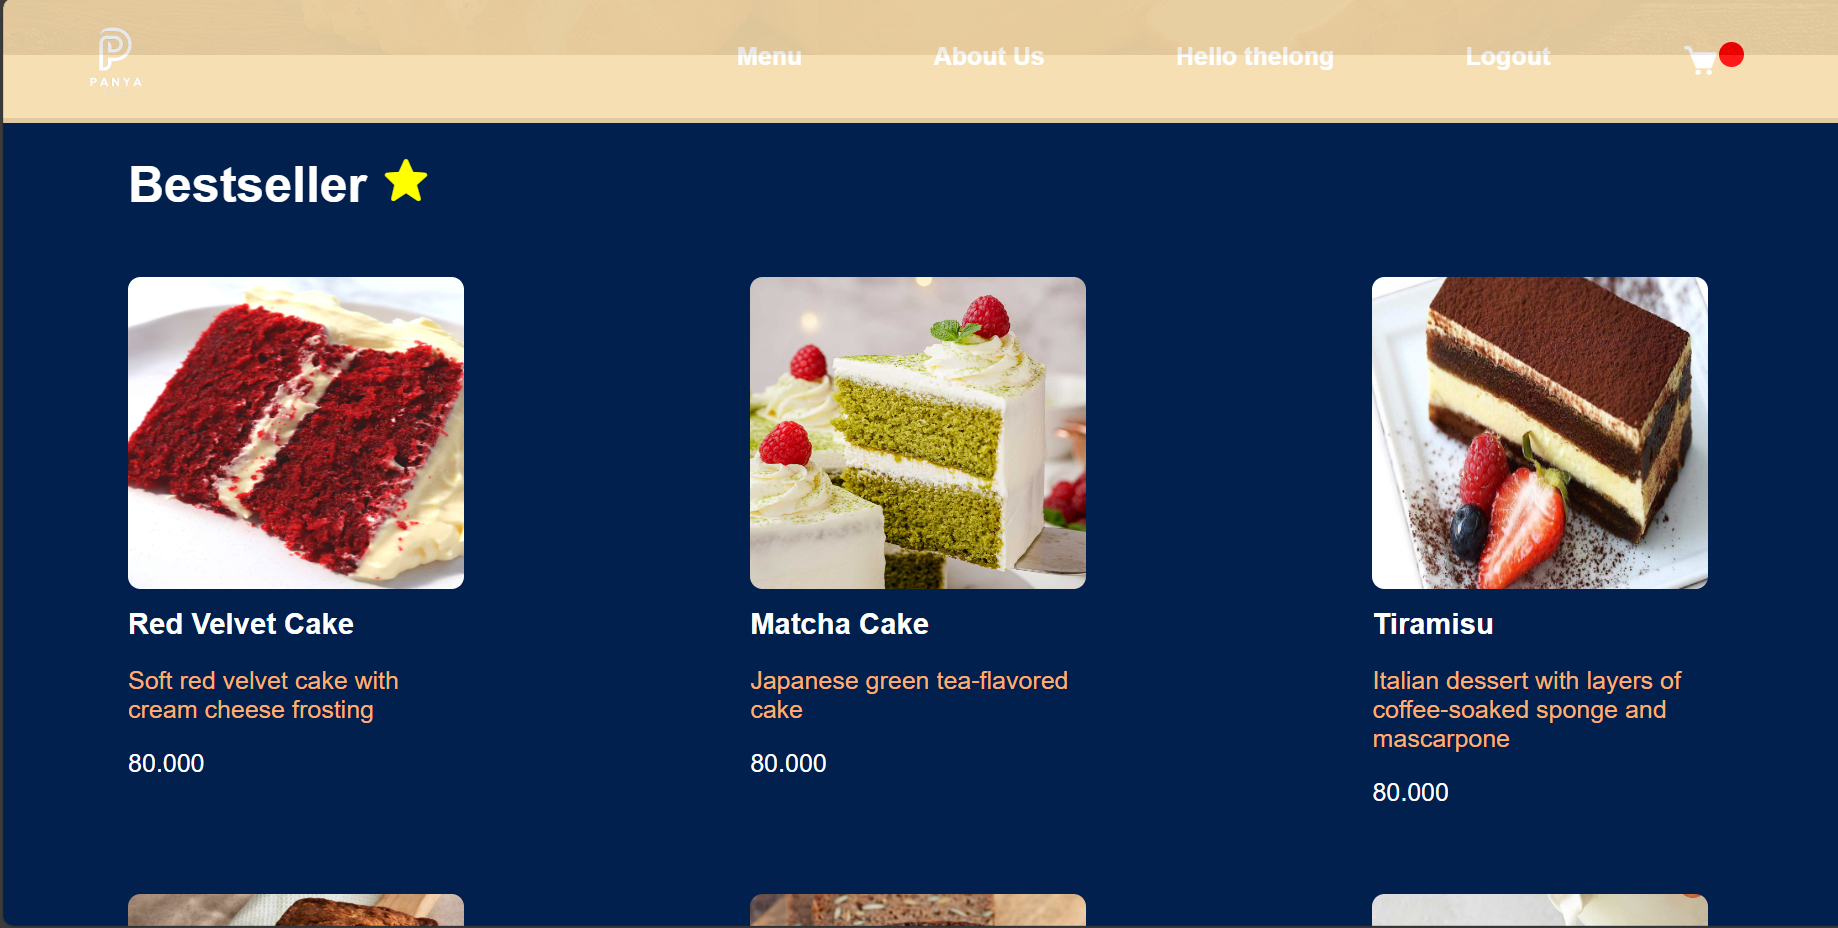 PANYA
Menu
About Us
Hello thelong
Logout
Bestseller
Red Velvet Cake
Soft red velvet cake with
cream cheese frosting
80.000
Matcha Cake
Japanese green tea-flavored
cake
80.000
Tiramisu
Italian dessert with layers of
coffee-soaked sponge and
mascarpone
80.000